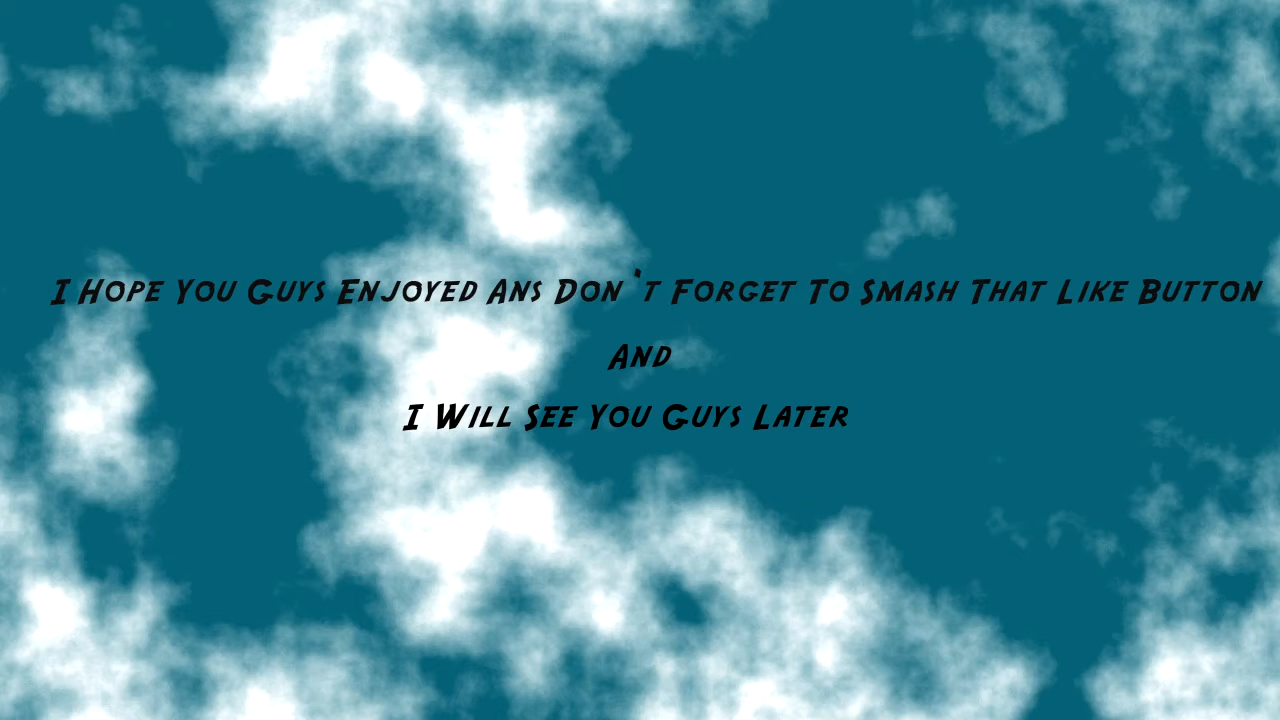 I Hope You Guys Enjoyed Ans Don't Forget To Smash That Like Button
And
I Will See You Guys Later